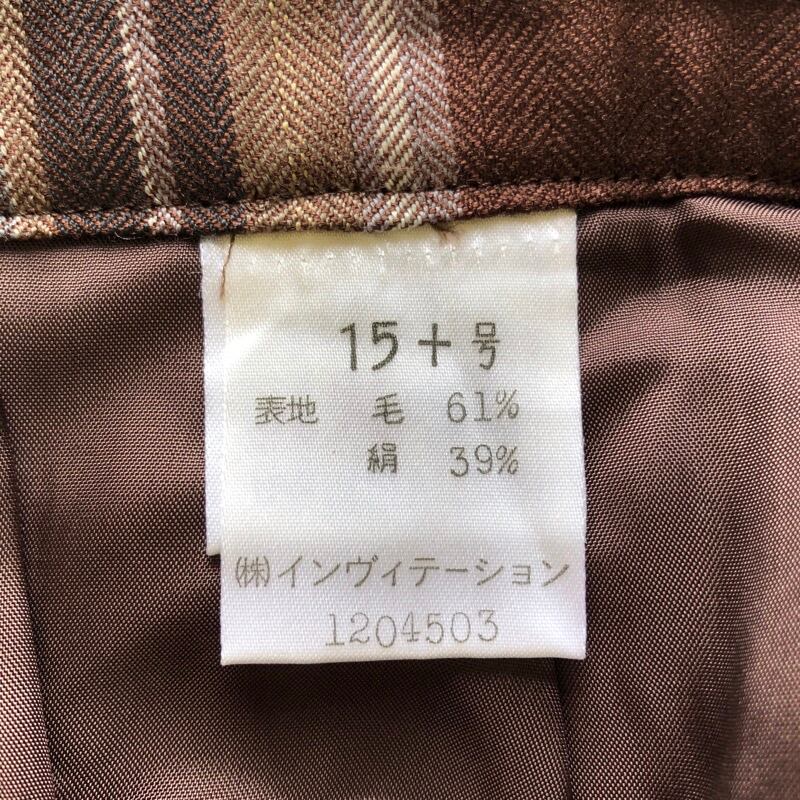 15+号
表地 毛 61%
絹 39%
㈱インヴィテーション
1204503